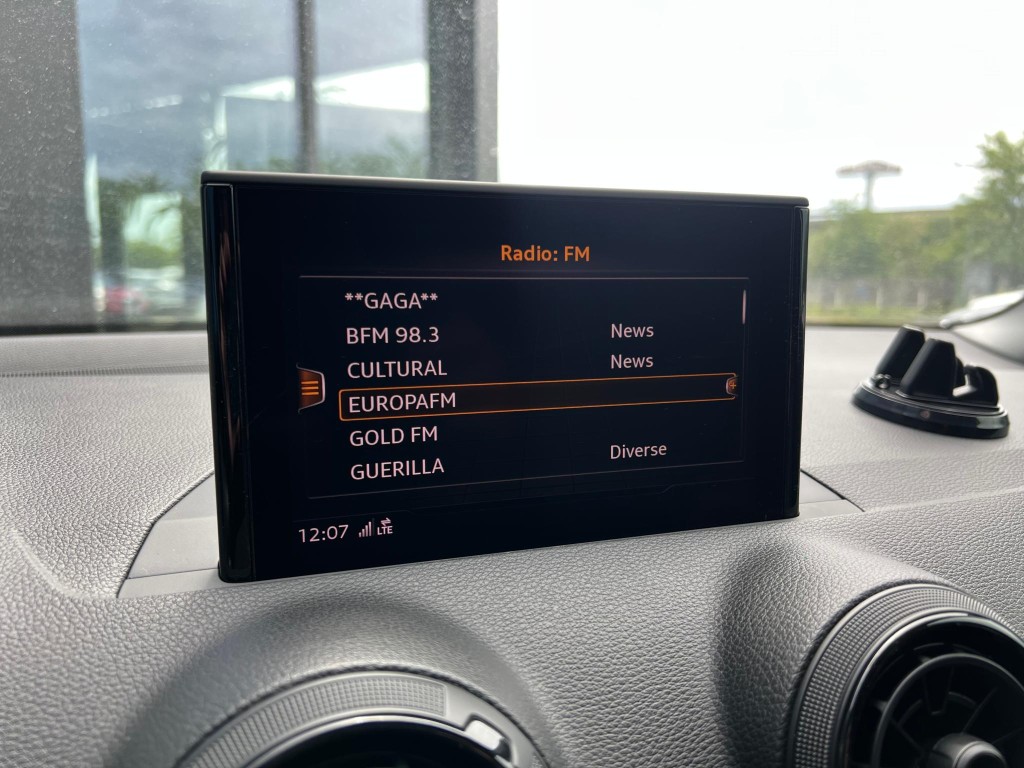 Radio: FM
**GAGA**
BFM 98.3 News
CULTURAL News
EUROPAFM
GOLD FM
GUERILLA Diverse
12:07 LTE